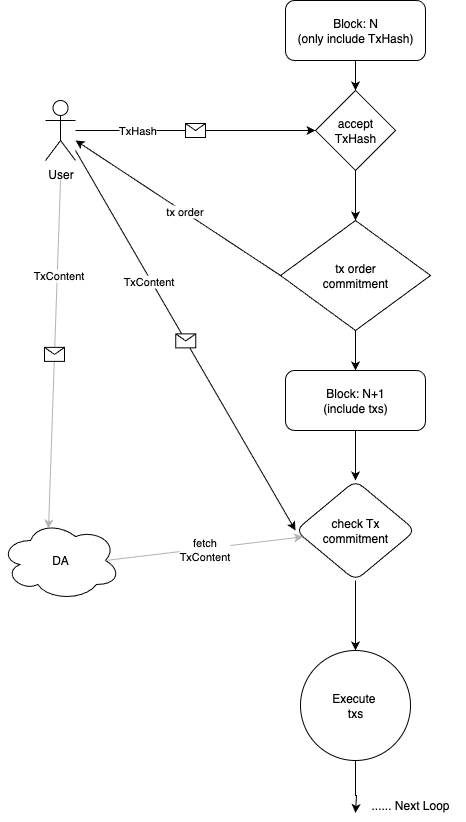 Block: N
(only include TxHash)
accept
TxHash
TxHash
User
tx order
tx order
commitment
TxContent
TxContent
Block: N+1
(include txs)
check Tx
commitment
fetch
TxContent
DA
Execute
txs
...... Next Loop